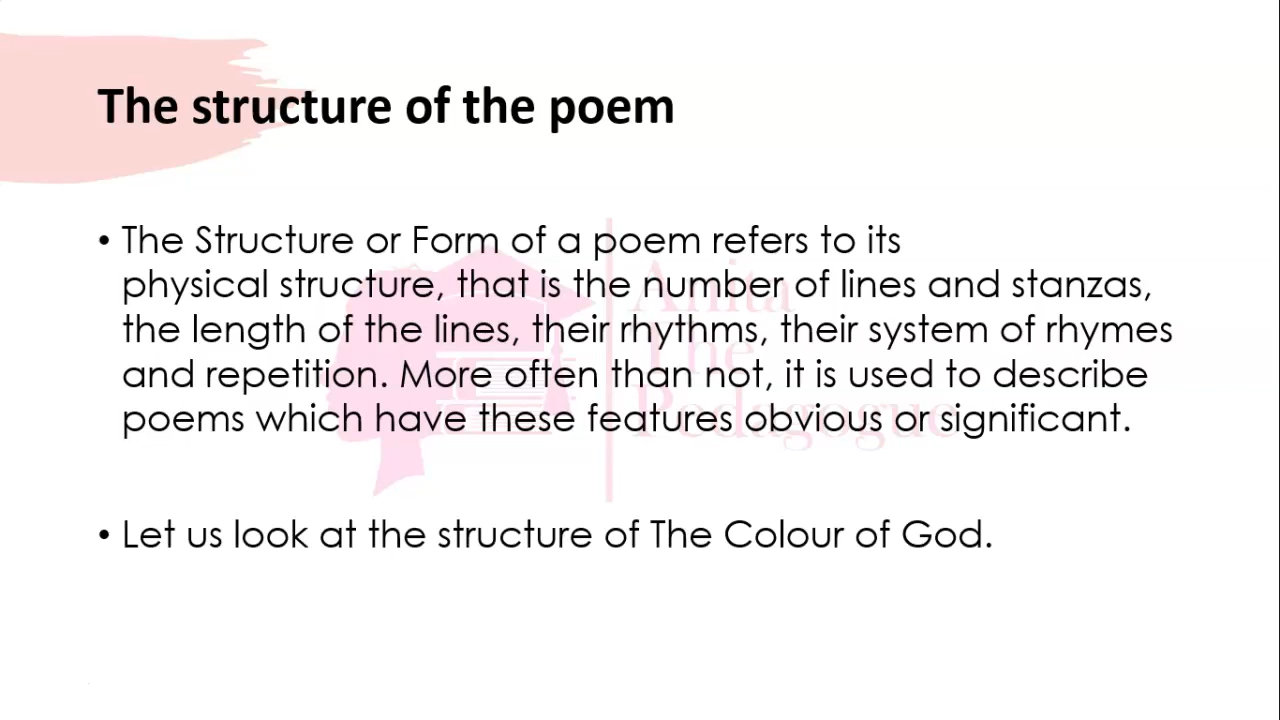 The structure of the poem
• The Structure or Form of a poem refers to its
physical structure, that is the number of lines and stanzas,
the length of the lines, their rhythms, their system of rhymes
and repetition. More often than not, it is used to describe
poems which have these features obvious or significant.
• Let us look at the structure of The Colour of God.
Anita
The
Pedagogue